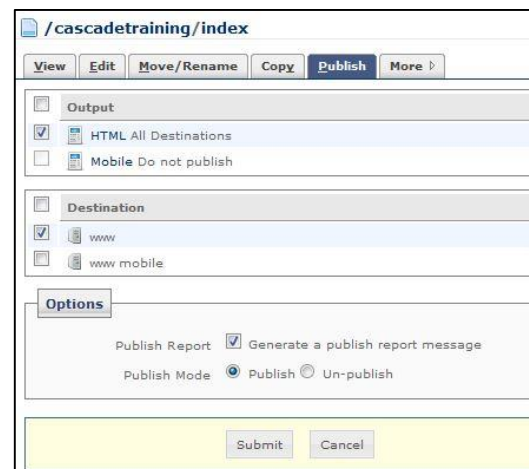 /cascadetraining/index
View Edit Move/Rename Copy Publish More
Output
HTML All Destinations
Mobile Do not publish
Destination
www
www mobile
Options
Publish Report Generate a publish report message
Publish Mode Publish Un-publish
Submit Cancel